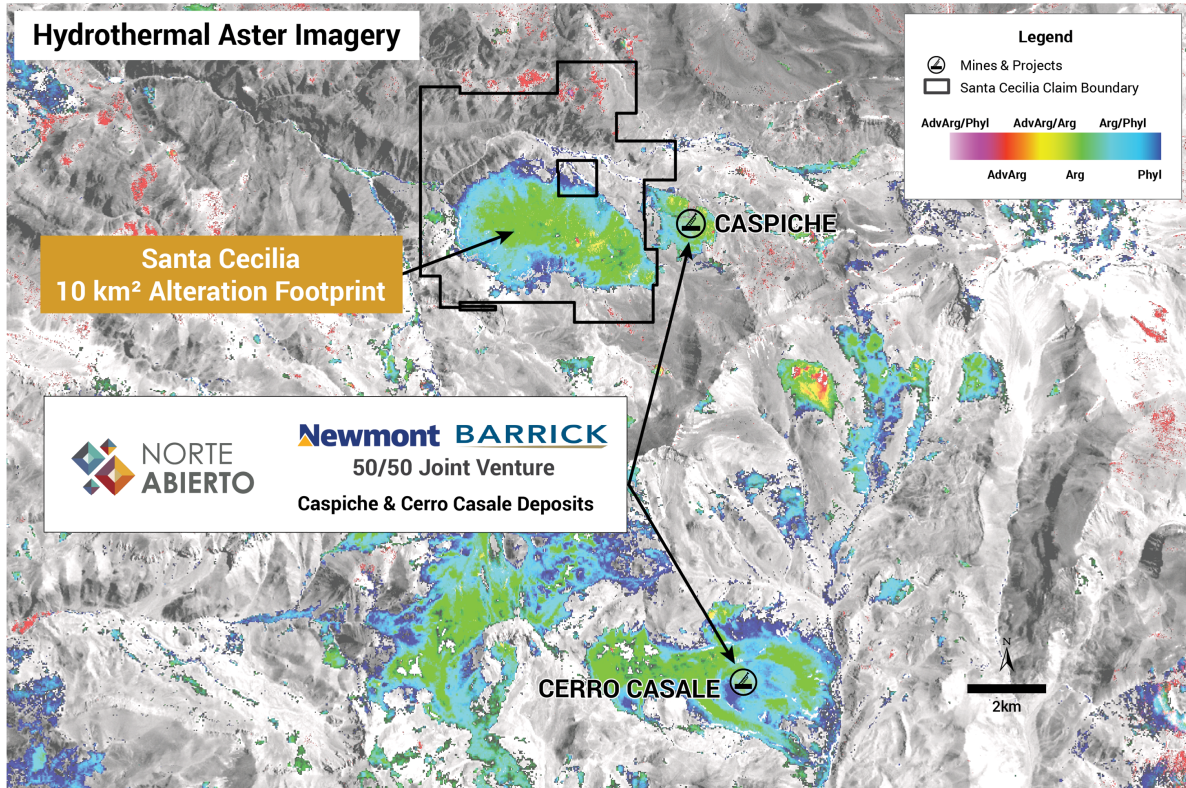 Hydrothermal Aster Imagery
Legend
Mines & Projects
Santa Cecilia Claim Boundary
AdvArg/Phyl AdvArg/Arg Arg/Phyl
AdvArg Arg Phyl
CASPICHE
Santa Cecilia
10 km² Alteration Footprint
NORTE
ABIERTO
Newmont BARRICK
50/50 Joint Venture
Caspiche & Cerro Casale Deposits
CERRO CASALE
N
2km